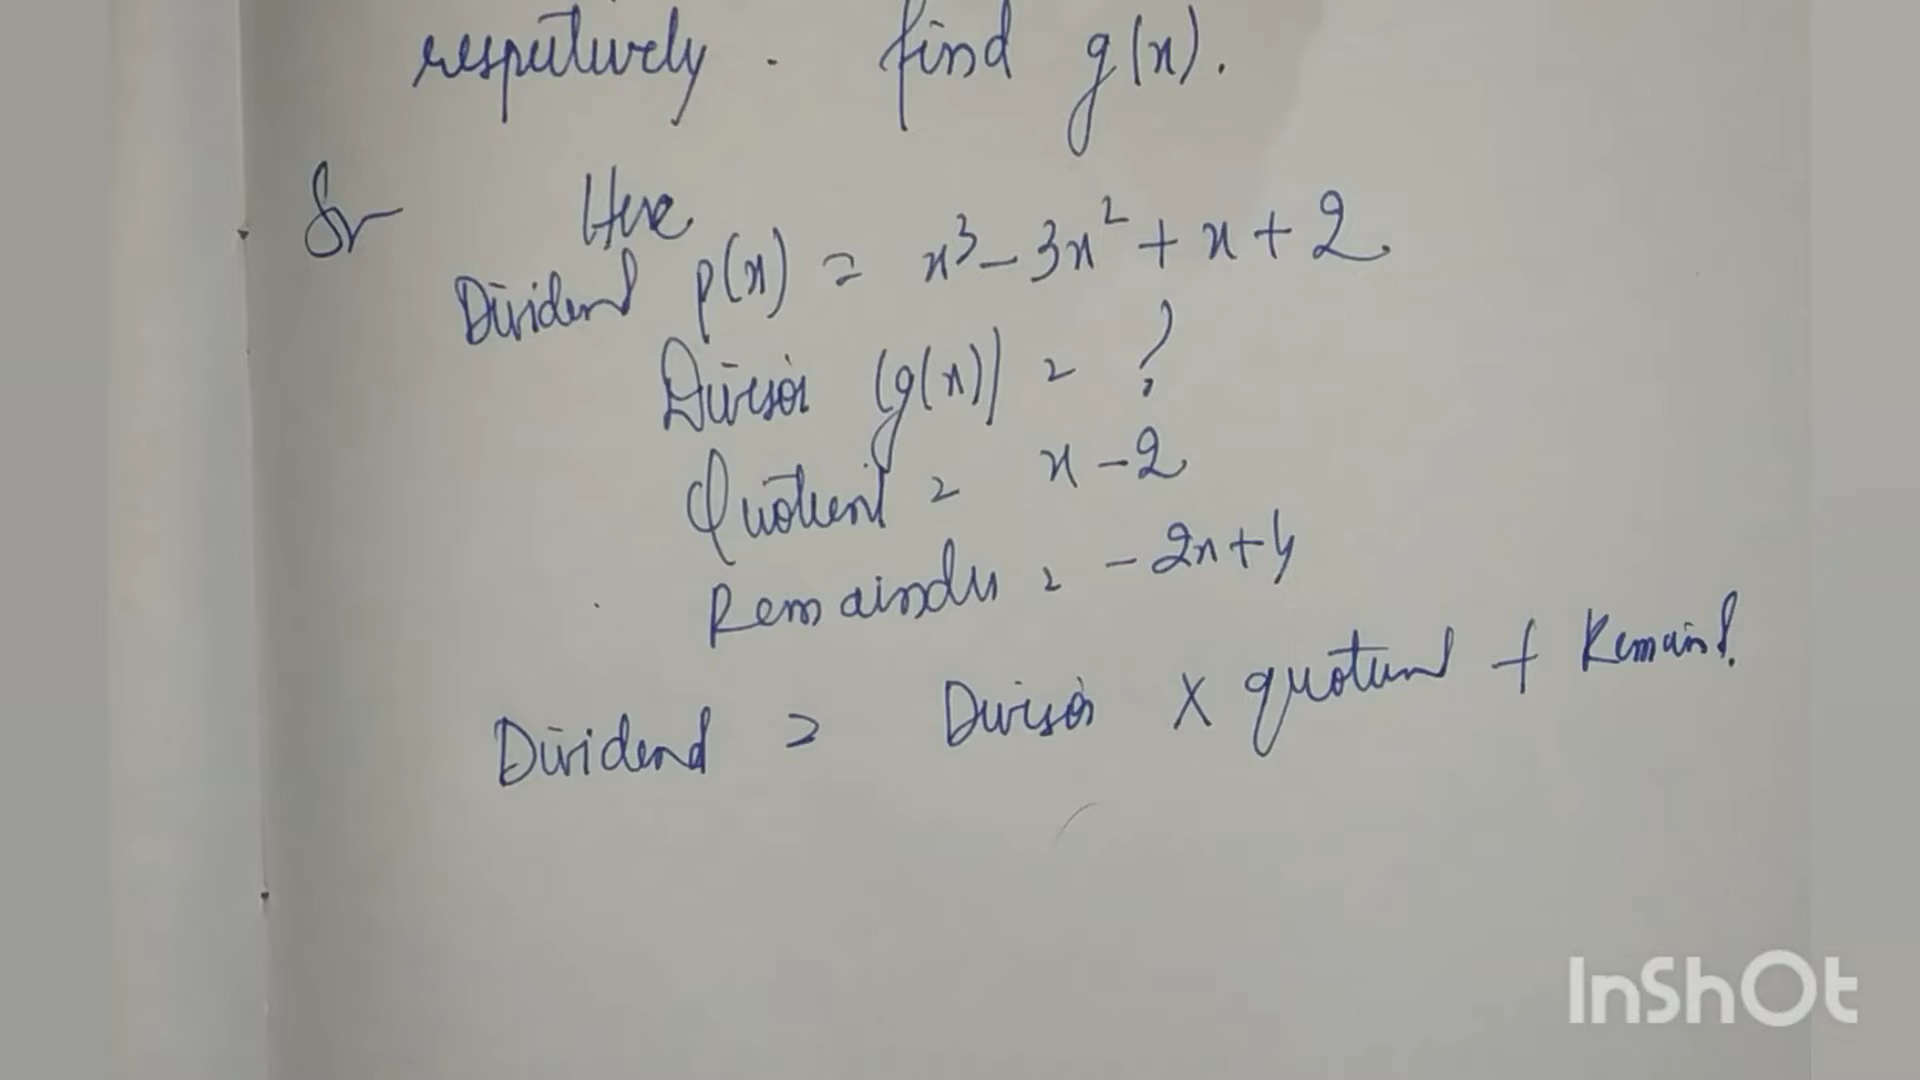 respectively. find g(x).
Sol Here
Dividend p(x) = x³ - 3x² + x + 2
Divisor (g(x)) = ?
Quotient = x - 2
Remainder = - 2x + 4
Dividend = Divisor X quotient + Remaind.
InShOt